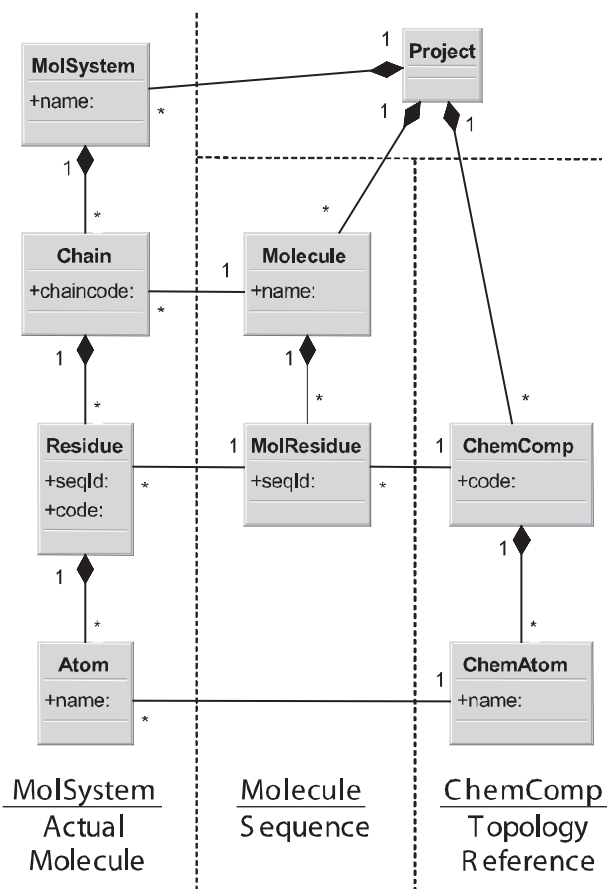 1
Project
MolSystem
+name:
*
1
1
1
*
*
Chain
+chaincode:
1
*
Molecule
+name:
1
1
*
*
*
Residue
+seqId:
+code:
1
*
MolResidue
+seqId:
1
*
ChemComp
+code:
1
1
*
*
Atom
+name:
1
*
ChemAtom
+name:
MolSystem
Actual
Molecule
Molecule
Sequence
ChemComp
Topology
Reference